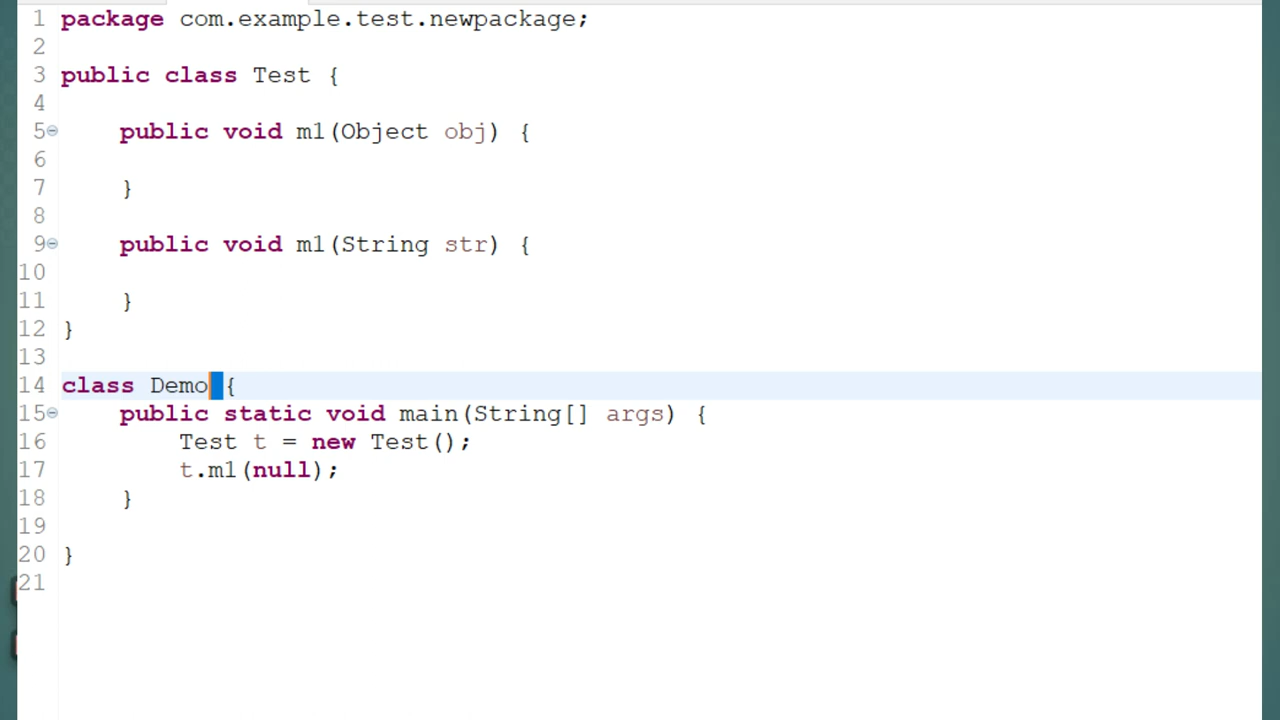 1 package com.example.test.newpackage;
2
3 public class Test {
4
5     public void m1(Object obj) {
6
7     }
8
9     public void m1(String str) {
10
11     }
12 }
13
14 class Demo {
15     public static void main(String[] args) {
16         Test t = new Test();
17         t.m1(null);
18     }
19
20 }
21